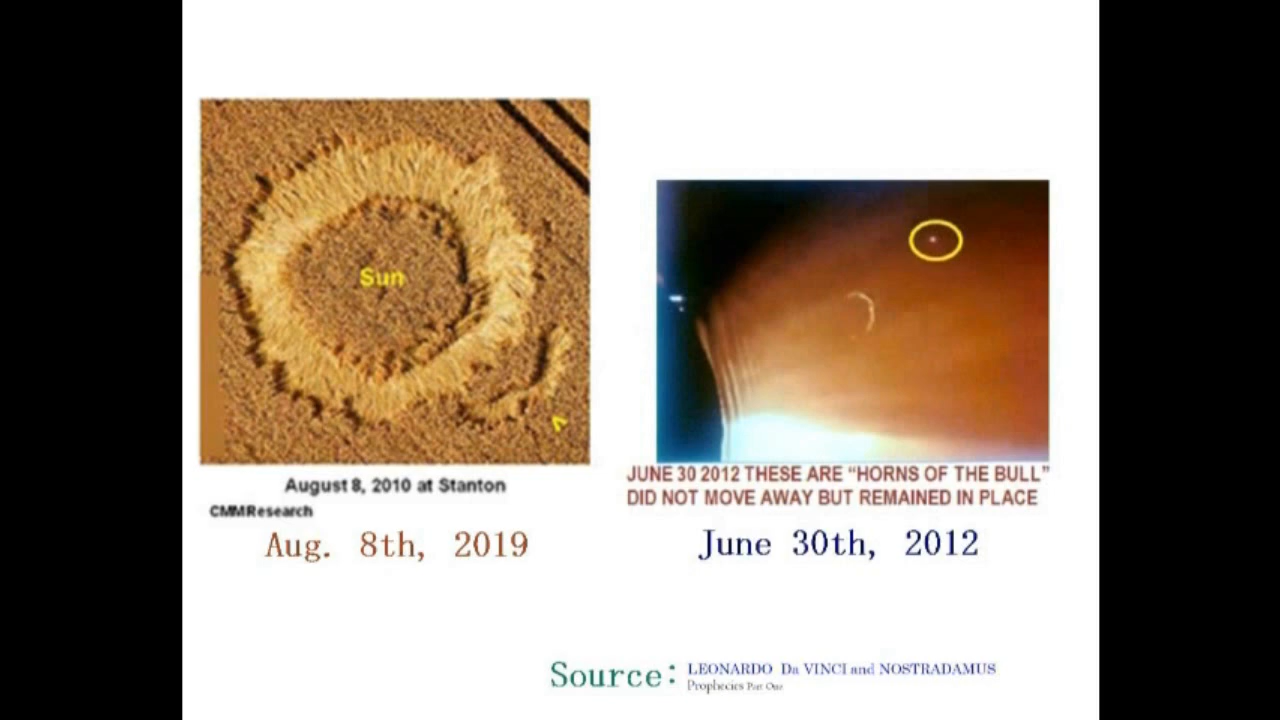 Sun
<
August 8, 2010 at Stanton
CMMResearch
Aug. 8th, 2019
JUNE 30 2012 THESE ARE “HORNS OF THE BULL”
DID NOT MOVE AWAY BUT REMAINED IN PLACE
June 30th, 2012
Source: LEONARDO Da VINCI and NOSTRADAMUS
Prophecies Part One